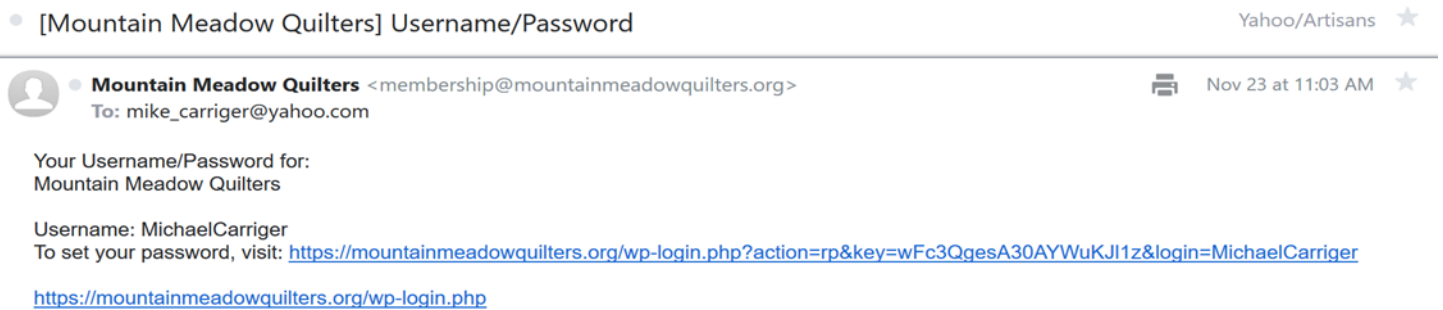 [Mountain Meadow Quilters] Username/Password
Yahoo/Artisans
Mountain Meadow Quilters <membership@mountainmeadowquilters.org>
Nov 23 at 11:03 AM
To: mike_carriger@yahoo.com
Your Username/Password for:
Mountain Meadow Quilters
Username: MichaelCarriger
To set your password, visit: https://mountainmeadowquilters.org/wp-login.php?action=rp&key=wFc3QgesA30AYWuKJl1z&login=MichaelCarriger
https://mountainmeadowquilters.org/wp-login.php